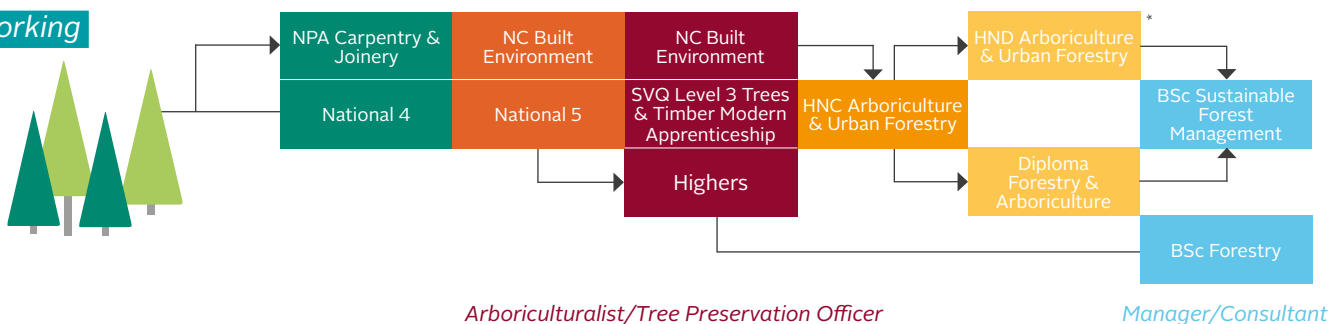 orking
NPA Carpentry &
Joinery
NC Built
Environment
NC Built
Environment
HND Arboriculture
& Urban Forestry
*
National 4
National 5
SVQ Level 3 Trees
& Timber Modern
Apprenticeship
HNC Arboriculture
& Urban Forestry
BSc Sustainable
Forest
Management
Highers
Diploma
Forestry &
Arboriculture
BSc Forestry
Arboriculturalist/Tree Preservation Officer
Manager/Consultant